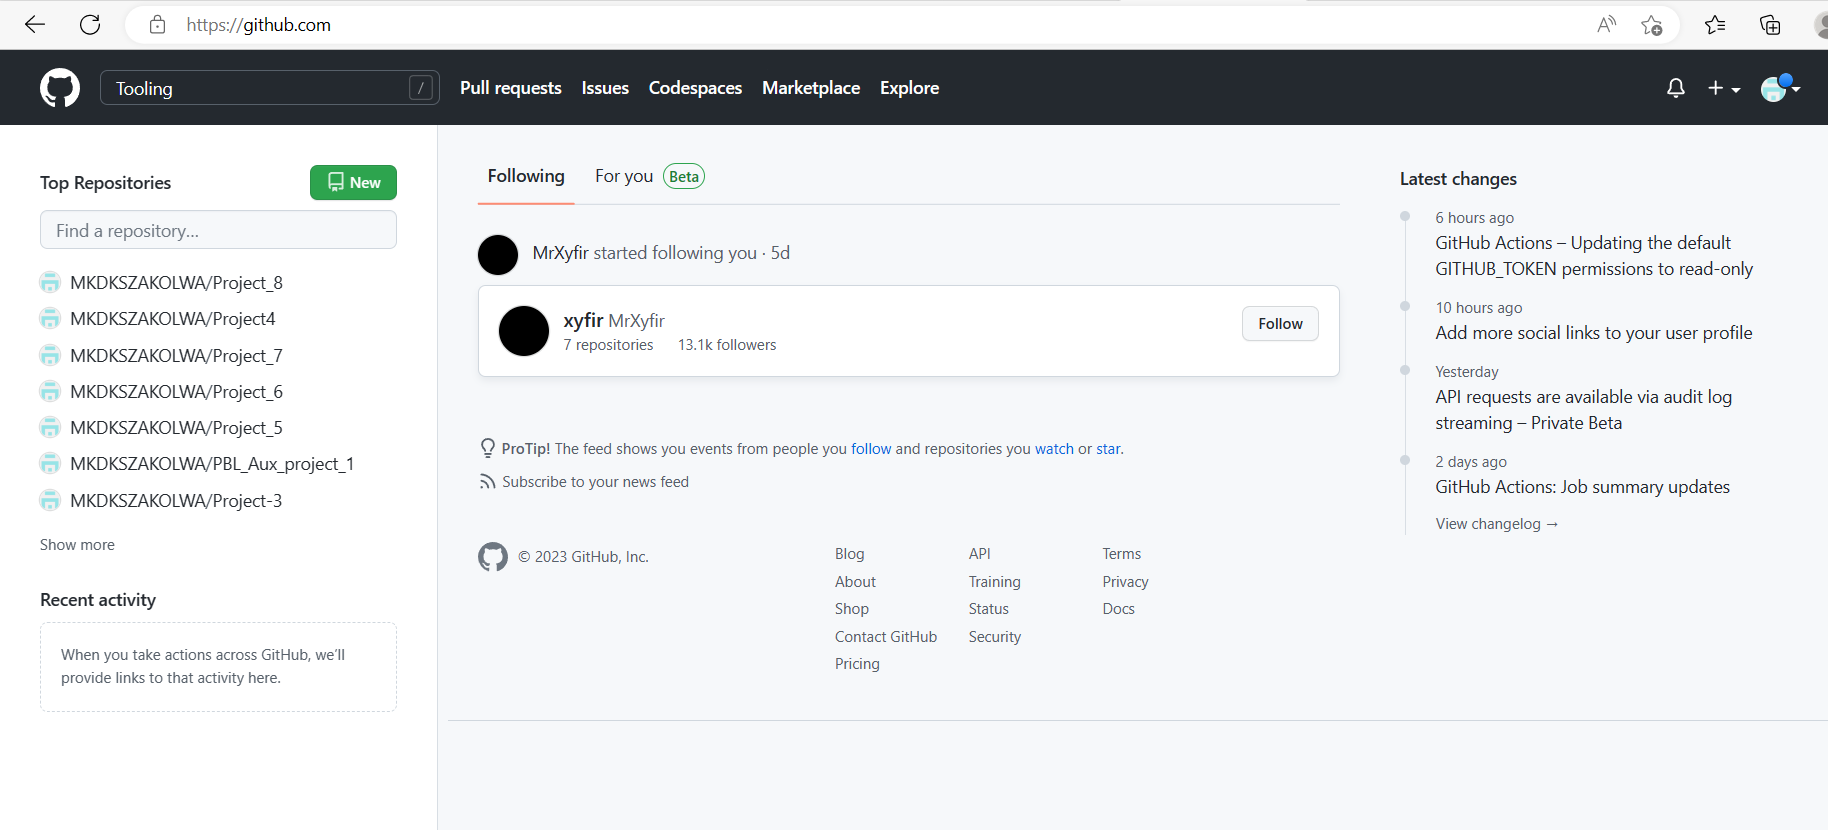 https://github.com
Tooling
/
Pull requests
Issues
Codespaces
Marketplace
Explore
Top Repositories
New
Find a repository...
MKDKSZAKOLWA/Project_8
MKDKSZAKOLWA/Project4
MKDKSZAKOLWA/Project_7
MKDKSZAKOLWA/Project_6
MKDKSZAKOLWA/Project_5
MKDKSZAKOLWA/PBL_Aux_project_1
MKDKSZAKOLWA/Project-3
Show more
Recent activity
When you take actions across GitHub, we'll
provide links to that activity here.
Following
For you Beta
MrXyfir started following you · 5d
xyfir MrXyfir
7 repositories 13.1k followers
Follow
ProTip! The feed shows you events from people you follow and repositories you watch or star.
Subscribe to your news feed
© 2023 GitHub, Inc.
Blog
About
Shop
Contact GitHub
Pricing
API
Training
Status
Security
Terms
Privacy
Docs
Latest changes
6 hours ago
GitHub Actions – Updating the default
GITHUB_TOKEN permissions to read-only
10 hours ago
Add more social links to your user profile
Yesterday
API requests are available via audit log
streaming – Private Beta
2 days ago
GitHub Actions: Job summary updates
View changelog →